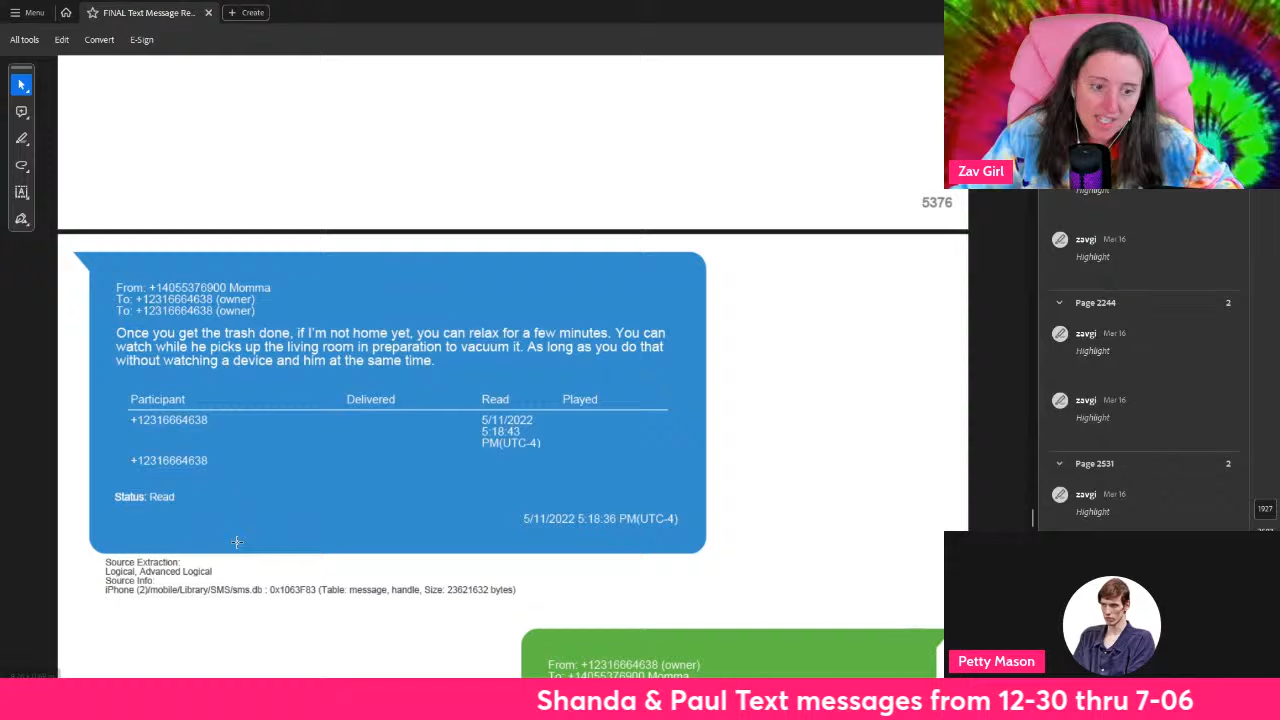 Menu
FINAL Text Message Re...
Create
All tools
Edit
Convert
E-Sign
5376
From: +14055376900 Momma
To: +12316664638 (owner)
To: +12316664638 (owner)
Once you get the trash done, if I'm not home yet, you can relax for a few minutes. You can
watch while he picks up the living room in preparation to vacuum it. As long as you do that
without watching a device and him at the same time.
Participant Delivered Read Played
+12316664638 5/11/2022
5:18:43
PM(UTC-4)
+12316664638
Status: Read
5/11/2022 5:18:36 PM(UTC-4)
Source Extraction:
Logical, Advanced Logical
Source Info:
iPhone (2)/mobile/Library/SMS/sms.db : 0x1063F83 (Table: message, handle, Size: 23621632 bytes)
From: +12316664638 (owner)
To: +14055376900 Momma
Zav Girl
Highlight
zavgi Mar 16
Highlight
Page 2244 2
zavgi Mar 16
Highlight
zavgi Mar 16
Highlight
Page 2531 2
zavgi Mar 16
Highlight
1927
Petty Mason
Shanda & Paul Text messages from 12-30 thru 7-06